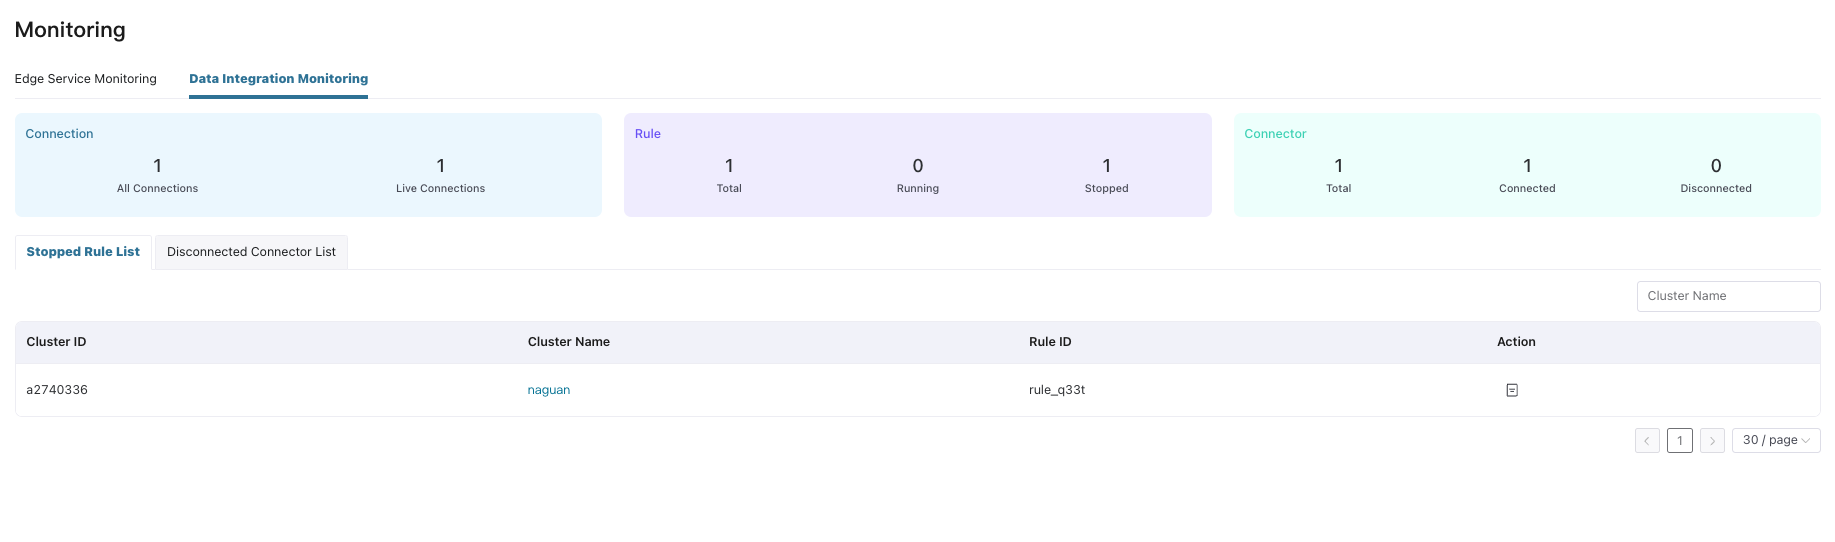 Monitoring
Edge Service Monitoring Data Integration Monitoring
Connection
1 1
All Connections Live Connections
Rule
1 0 1
Total Running Stopped
Connector
1 1 0
Total Connected Disconnected
Stopped Rule List Disconnected Connector List
Cluster Name
Cluster ID Cluster Name Rule ID Action
a2740336 naguan rule_q33t
1 30 / page